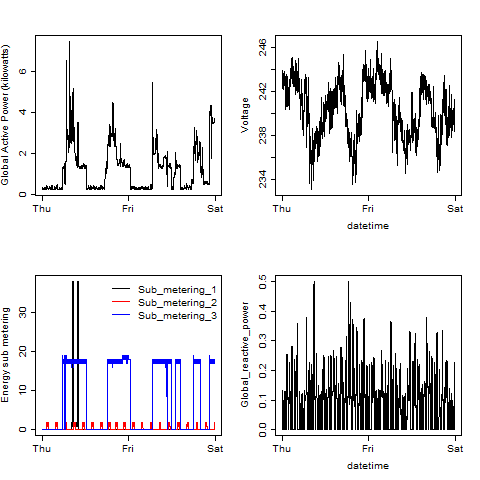 Global Active Power (kilowatts)
0 2 4 6
Thu Fri Sat
Voltage
234 238 242 246
Thu Fri Sat
datetime
Energy sub metering
0 10 20 30
Sub_metering_1
Sub_metering_2
Sub_metering_3
Thu Fri Sat
Global_reactive_power
0.0 0.1 0.2 0.3 0.4 0.5
Thu Fri Sat
datetime